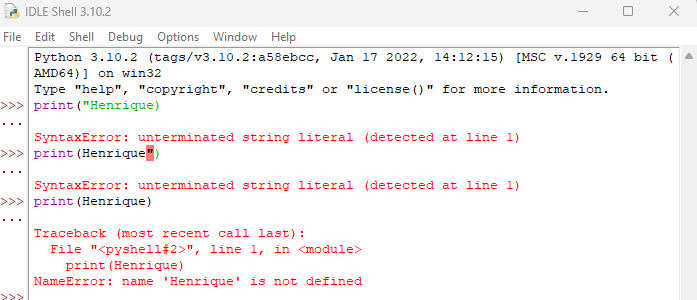 IDLE Shell 3.10.2
File Edit Shell Debug Options Window Help
Python 3.10.2 (tags/v3.10.2:a58ebcc, Jan 17 2022, 14:12:15) [MSC v.1929 64 bit (
AMD64)] on win32
Type "help", "copyright", "credits" or "license()" for more information.
>>> print("Henrique)
...
SyntaxError: unterminated string literal (detected at line 1)
>>> print(Henrique")
...
SyntaxError: unterminated string literal (detected at line 1)
>>> print(Henrique)
...
Traceback (most recent call last):
  File "<pyshell#2>", line 1, in <module>
    print(Henrique)
NameError: name 'Henrique' is not defined
>>>